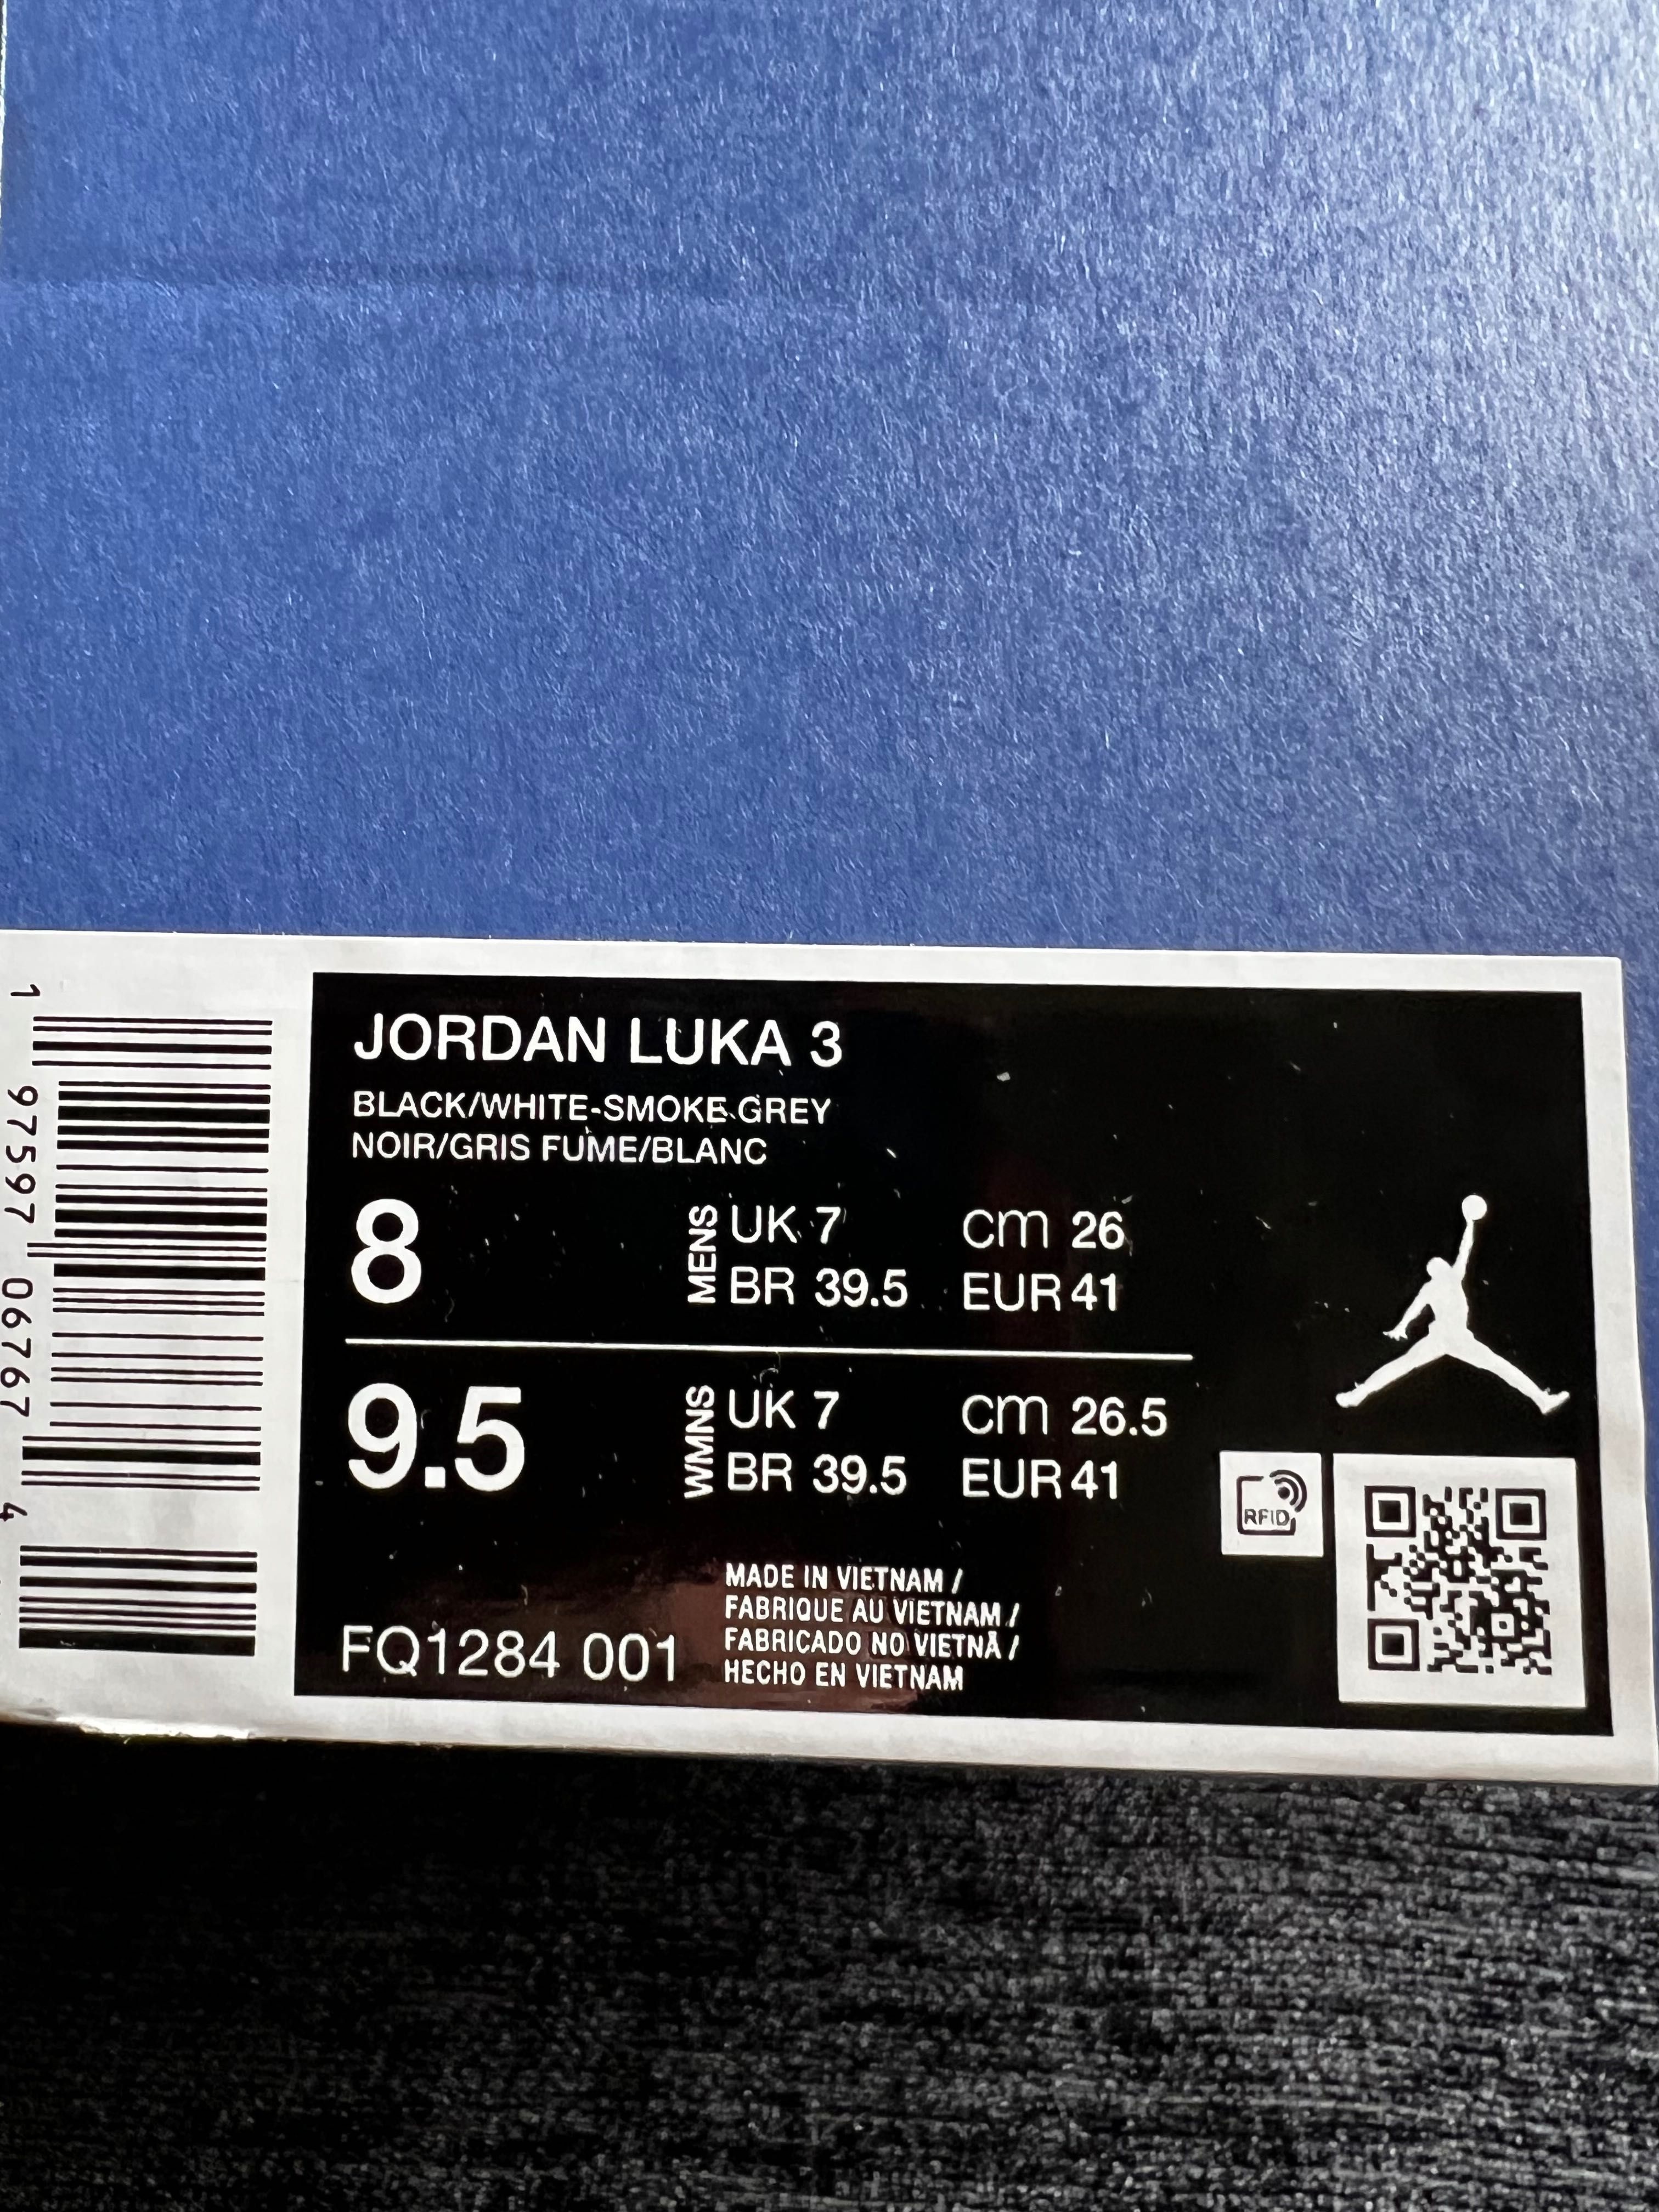 JORDAN LUKA 3
BLACK/WHITE-SMOKE GREY
NOIR/GRIS FUME/BLANC
8
MENS
UK 7
CM 26
BR 39.5
EUR 41
9.5
WMNS
UK 7
CM 26.5
BR 39.5
EUR 41
RFID
FQ1284 001
MADE IN VIETNAM /
FABRIQUE AU VIETNAM /
FABRICADO NO VIETNÃ /
HECHO EN VIETNAM
1 97597 06767 4